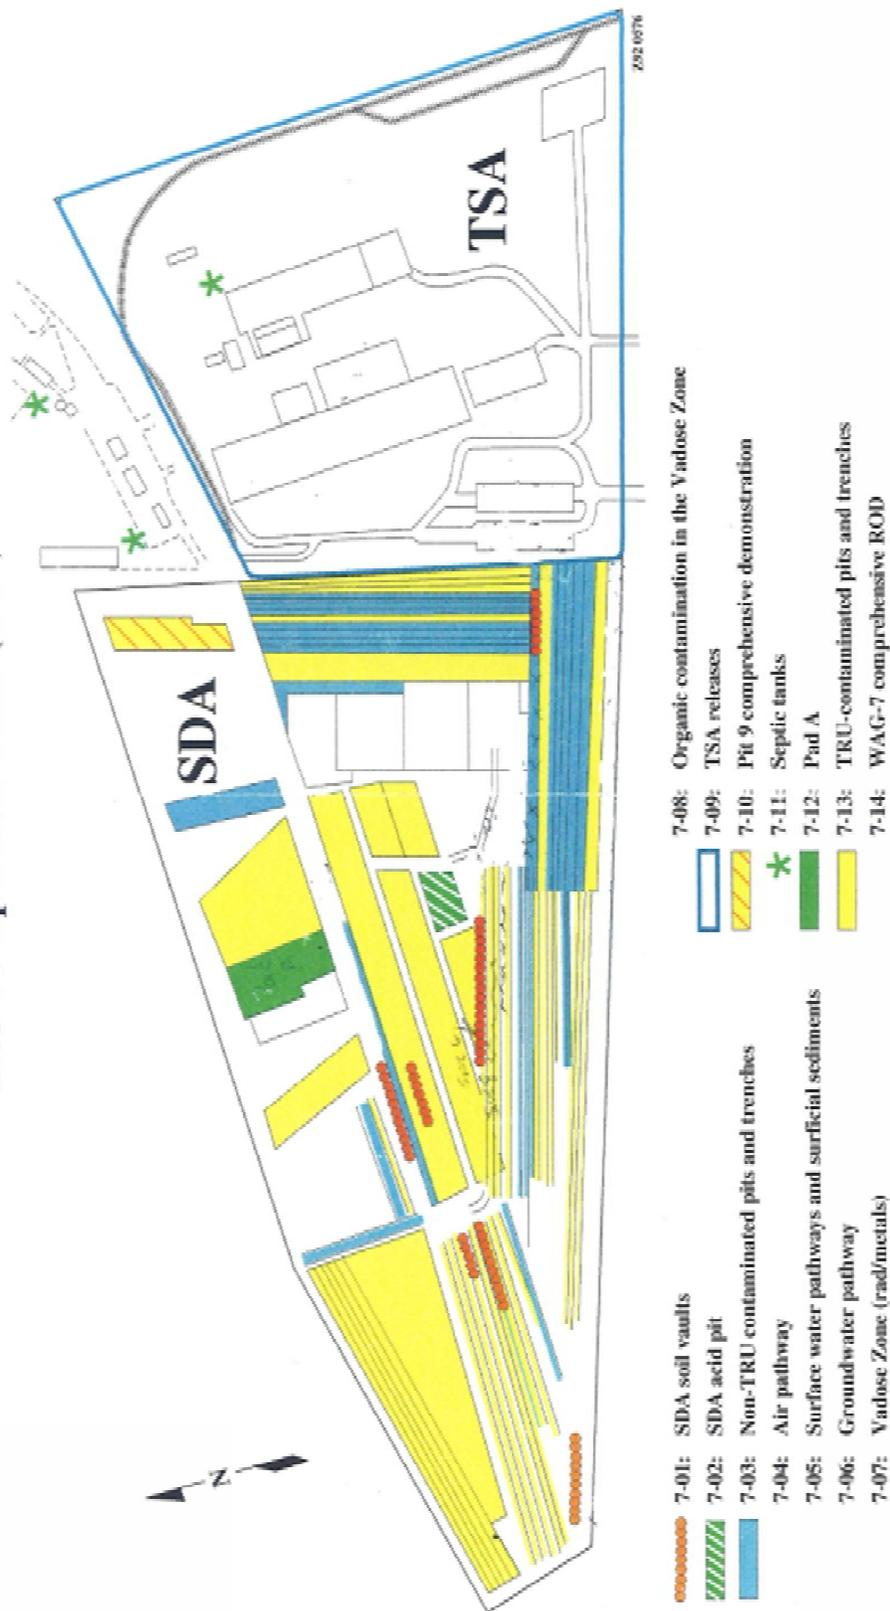 SDA
TSA
N
Z92 0576
7-01: SDA soil vaults
7-02: SDA acid pit
7-03: Non-TRU contaminated pits and trenches
7-04: Air pathway
7-05: Surface water pathways and surficial sediments
7-06: Groundwater pathway
7-07: Vadose Zone (rad/metals)
7-08: Organic contamination in the Vadose Zone
7-09: TSA releases
7-10: Pit 9 comprehensive demonstration
7-11: Septic tanks
7-12: Pad A
7-13: TRU-contaminated pits and trenches
7-14: WAG-7 comprehensive ROD